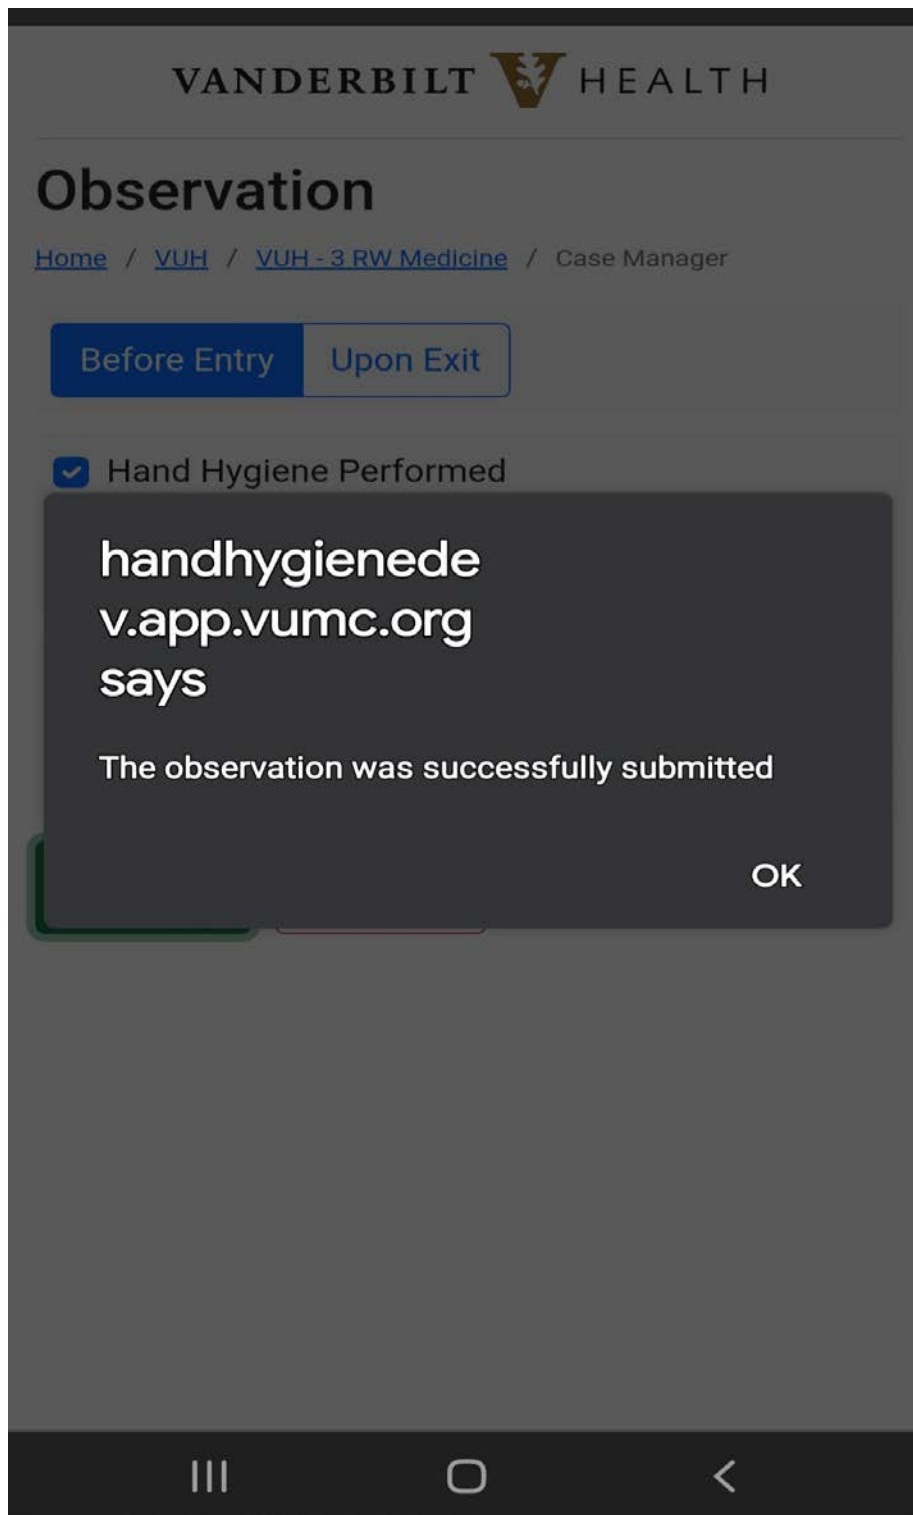 VANDERBILT V HEALTH
Observation
Home / VUH / VUH - 3 RW Medicine / Case Manager
Before Entry Upon Exit
Hand Hygiene Performed
handhygienede
v.app.vumc.org
says
The observation was successfully submitted
OK